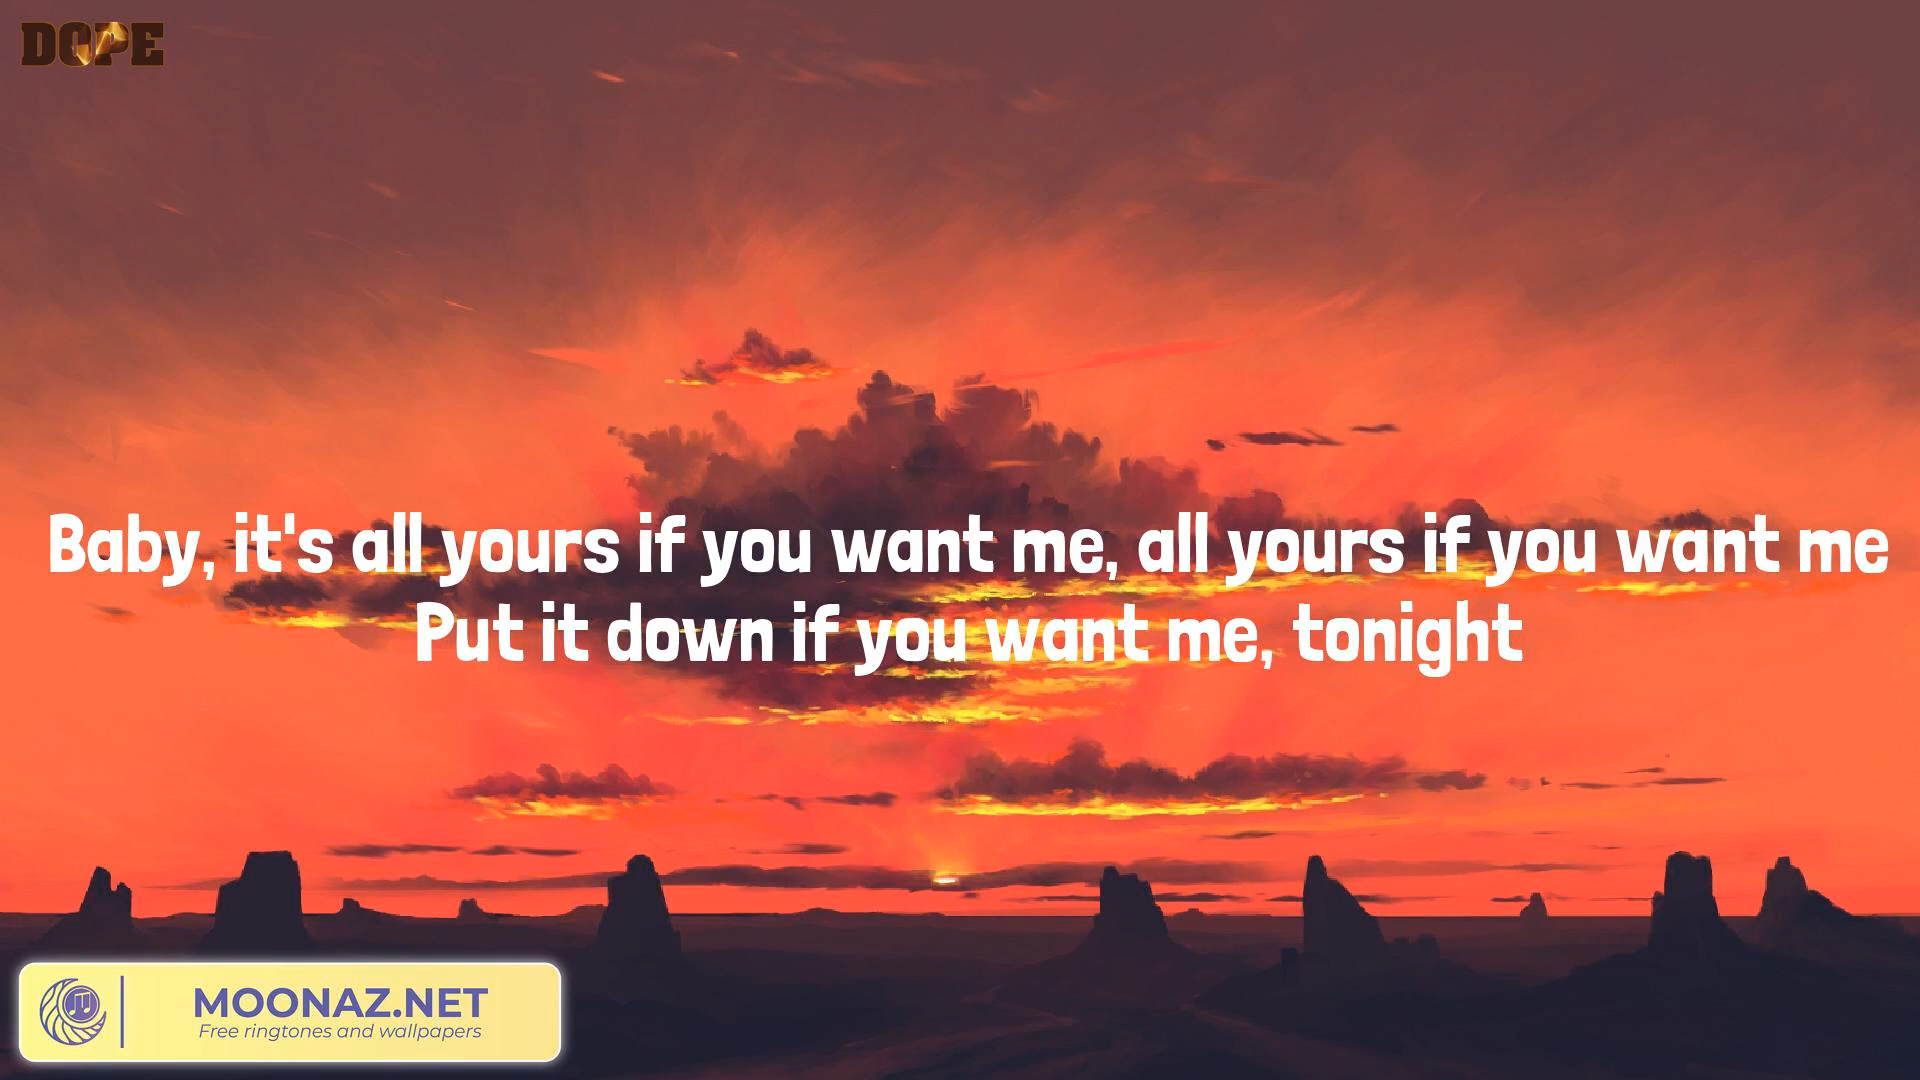 DOPE
Baby, it's all yours if you want me, all yours if you want me
Put it down if you want me, tonight
MOONAZ.NET
Free ringtones and wallpapers